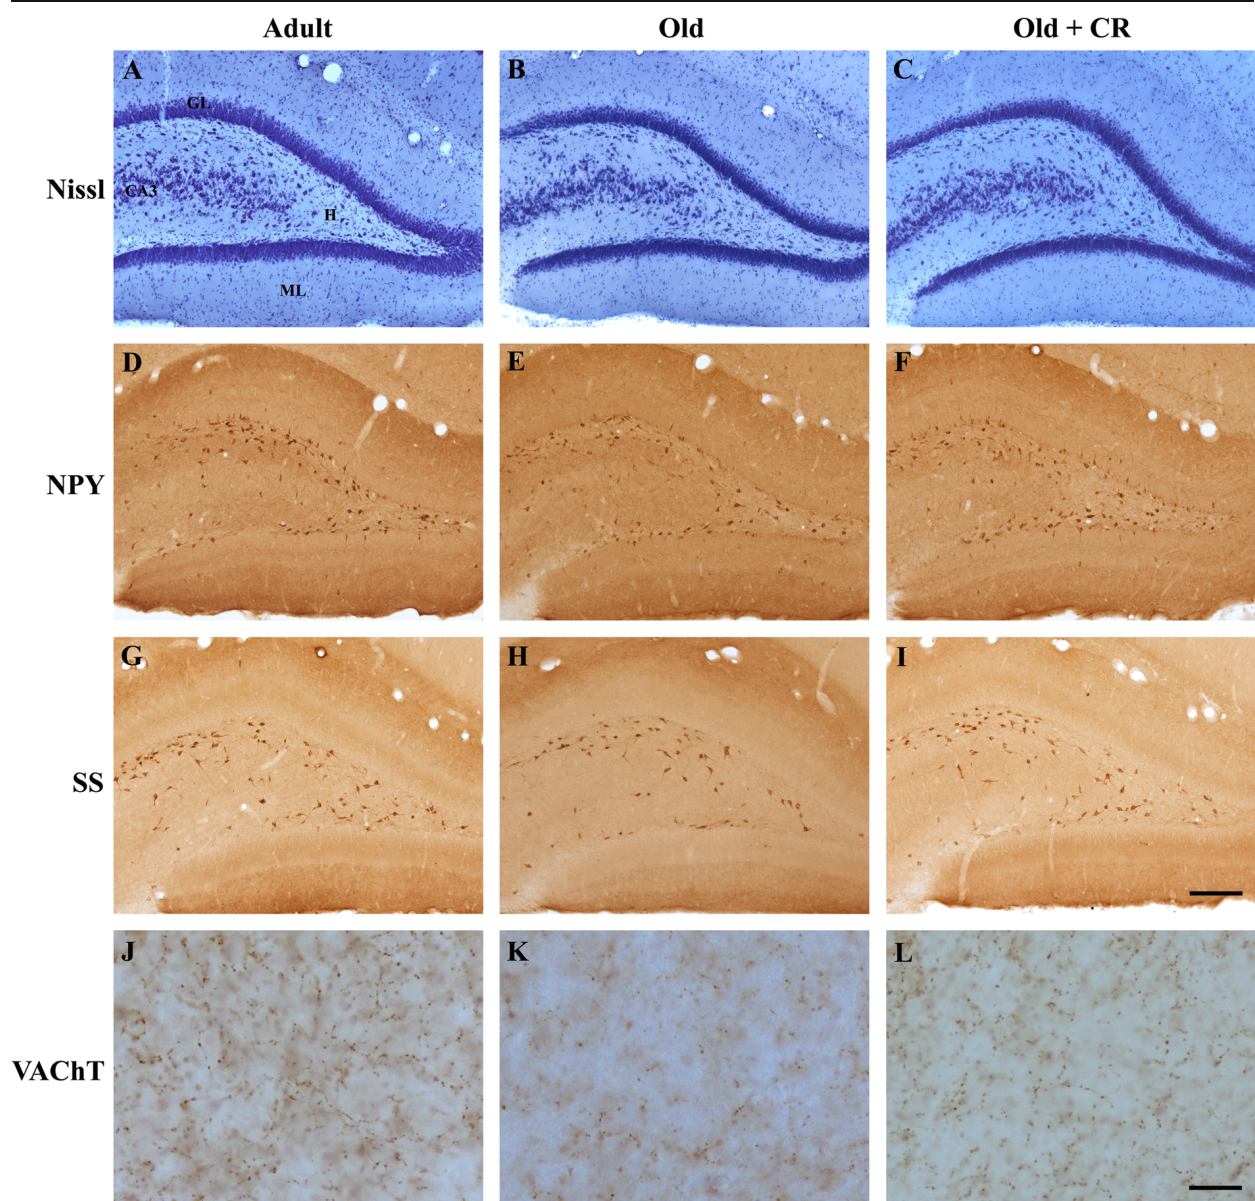 Adult Old Old + CR
Nissl
A B C
GL
CA3
H
ML
NPY
D E F
SS
G H I
VAChT
J K L